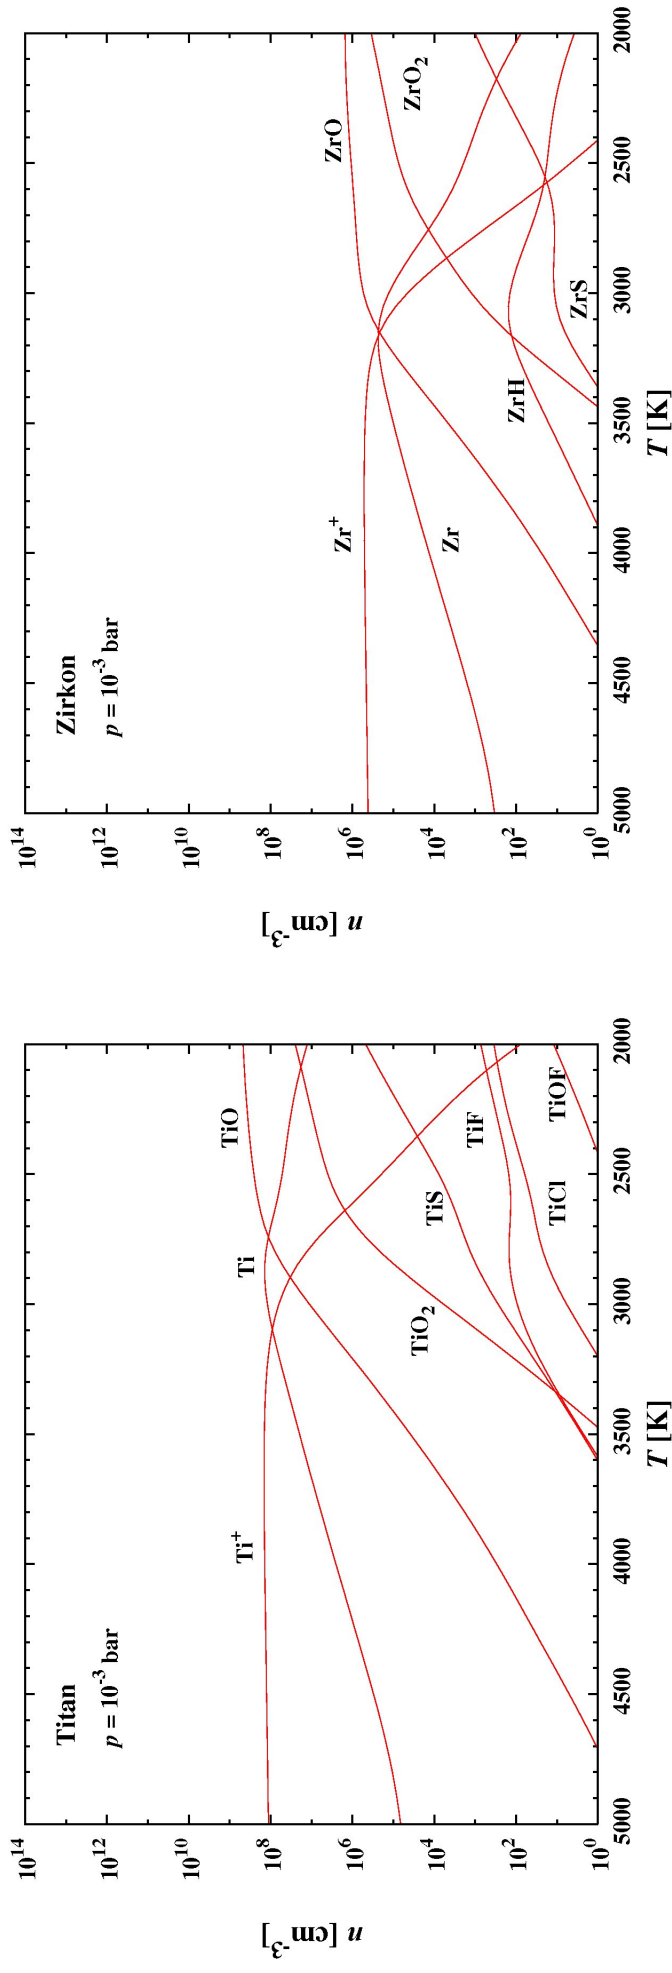 Titan
p = 10⁻³ bar
n [cm⁻³]
10¹⁴
10¹²
10¹⁰
10⁸
10⁶
10⁴
10²
10⁰
Ti⁺
Ti
TiO
TiO₂
TiS
TiF
TiCl
TiOF
5000 4500 4000 3500 3000 2500 2000
T [K]
Zirkon
p = 10⁻³ bar
n [cm⁻³]
10¹⁴
10¹²
10¹⁰
10⁸
10⁶
10⁴
10²
10⁰
Zr⁺
Zr
ZrO
ZrO₂
ZrH
ZrS
5000 4500 4000 3500 3000 2500 2000
T [K]